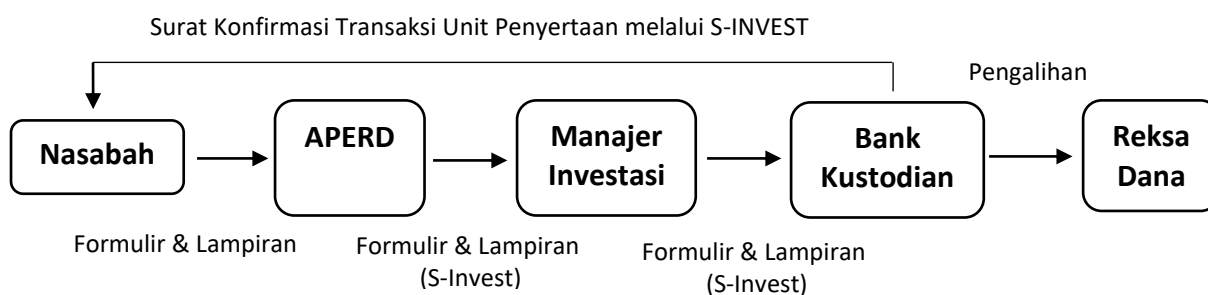 Surat Konfirmasi Transaksi Unit Penyertaan melalui S-INVEST
Pengalihan
Nasabah
APERD
Manajer
Investasi
Bank
Kustodian
Reksa
Dana
Formulir & Lampiran
Formulir & Lampiran
(S-Invest)
Formulir & Lampiran
(S-Invest)